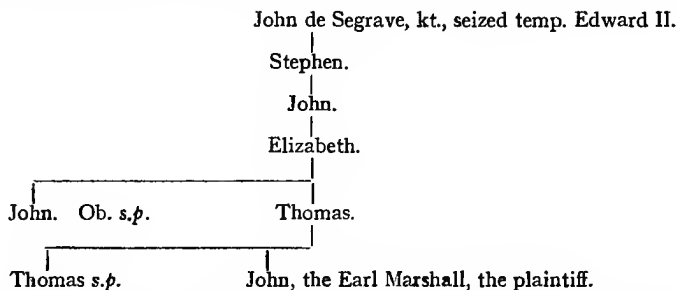 John de Segrave, kt., seized temp. Edward II.
Stephen.
John.
Elizabeth.
John. Ob. s.p. Thomas.
Thomas s.p. John, the Earl Marshall, the plaintiff.